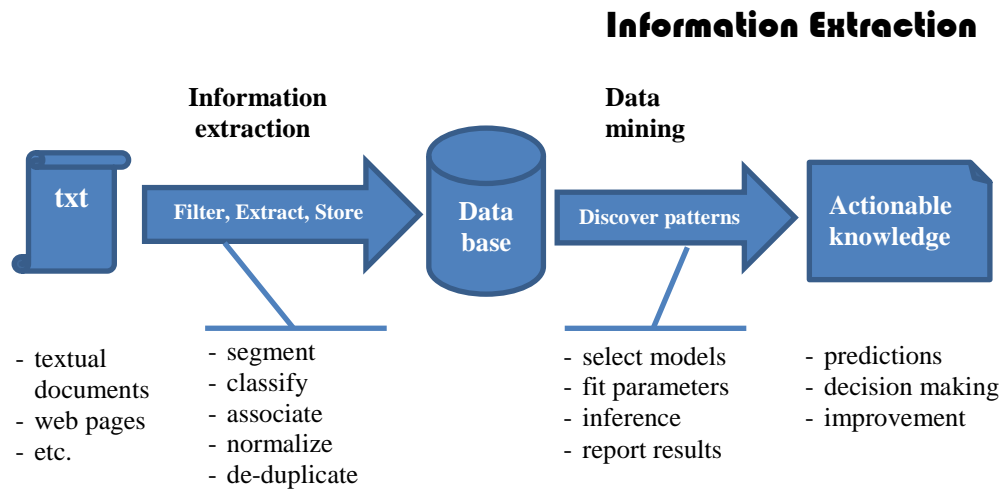 Information Extraction
Information
extraction
Data
mining
txt
Filter, Extract, Store
Data
base
Discover patterns
Actionable
knowledge
- textual
documents
- web pages
- etc.
- segment
- classify
- associate
- normalize
- de-duplicate
- select models
- fit parameters
- inference
- report results
- predictions
- decision making
- improvement